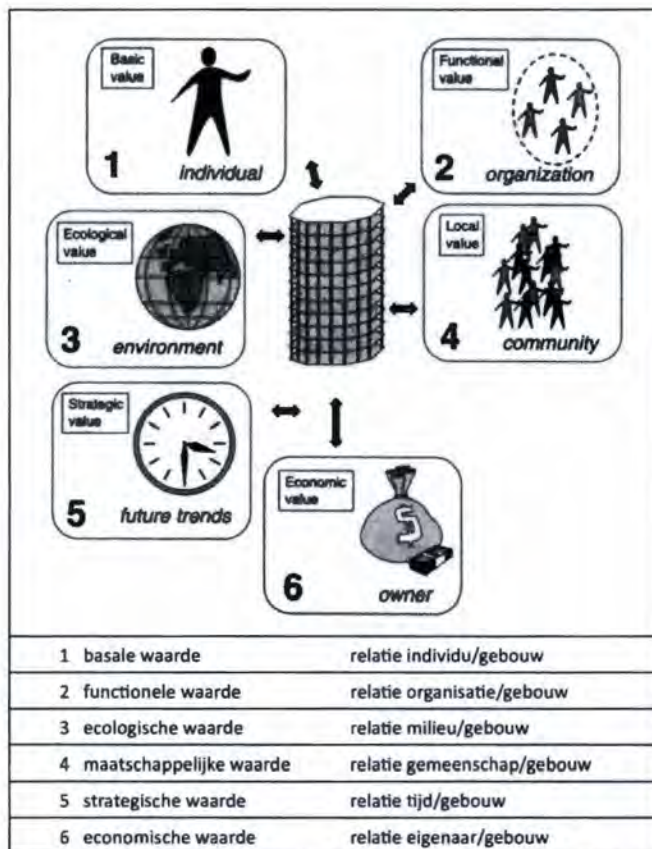 Basic
value
1
individual
Functional
value
2
organization
Ecological
value
3
environment
Local
value
4
community
Strategic
value
5
future trends
Economic
value
$
6
owner
1 basale waarde relatie individu/gebouw
2 functionele waarde relatie organisatie/gebouw
3 ecologische waarde relatie milieu/gebouw
4 maatschappelijke waarde relatie gemeenschap/gebouw
5 strategische waarde relatie tijd/gebouw
6 economische waarde relatie eigenaar/gebouw